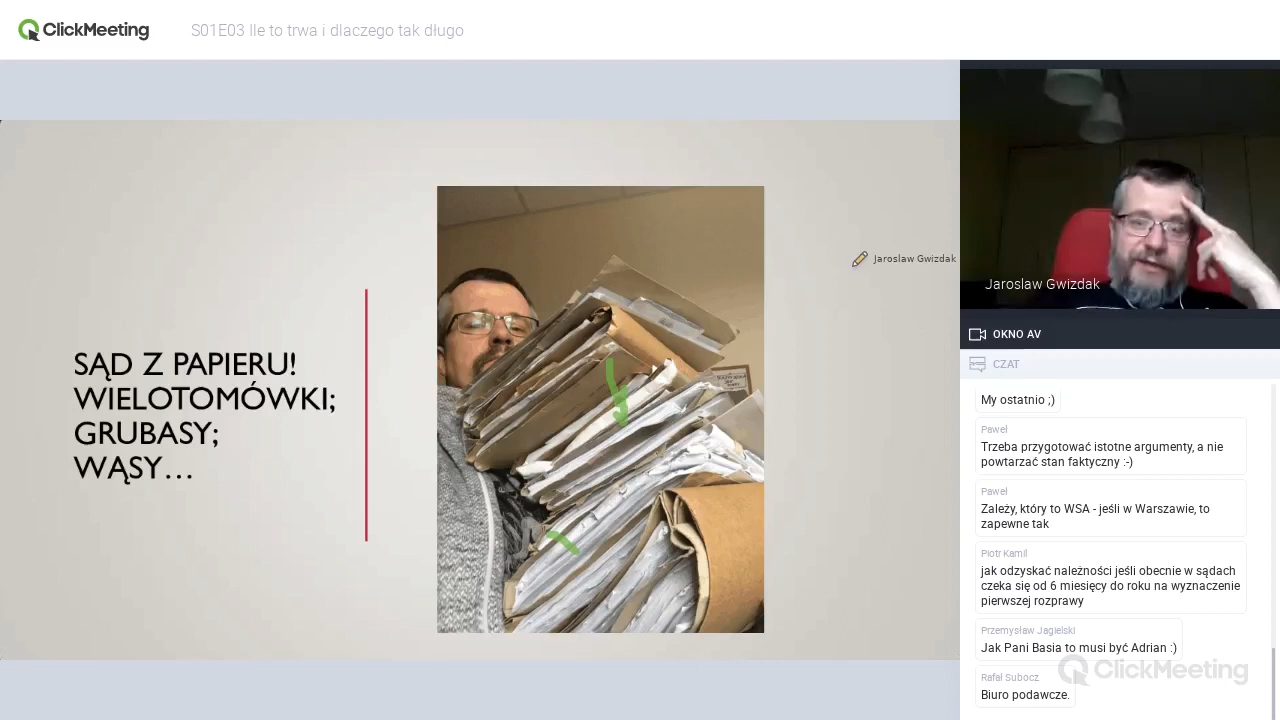 ClickMeeting
S01E03 Ile to trwa i dlaczego tak długo
SĄD Z PAPIERU!
WIELOTOMÓWKI;
GRUBASY;
WĄSY...
Jaroslaw Gwizdak
Jaroslaw Gwizdak
OKNO AV
CZAT
My ostatnio ;)
Paweł
Trzeba przygotować istotne argumenty, a nie
powtarzać stan faktyczny :-)
Paweł
Zależy, który to WSA - jeśli w Warszawie, to
zapewne tak
Piotr Kamil
jak odzyskać należności jeśli obecnie w sądach
czeka się od 6 miesięcy do roku na wyznaczenie
pierwszej rozprawy
Przemysław Jagielski
Jak Pani Basia to musi być Adrian :)
Rafał Subocz
Biuro podawcze.
ClickMeeting